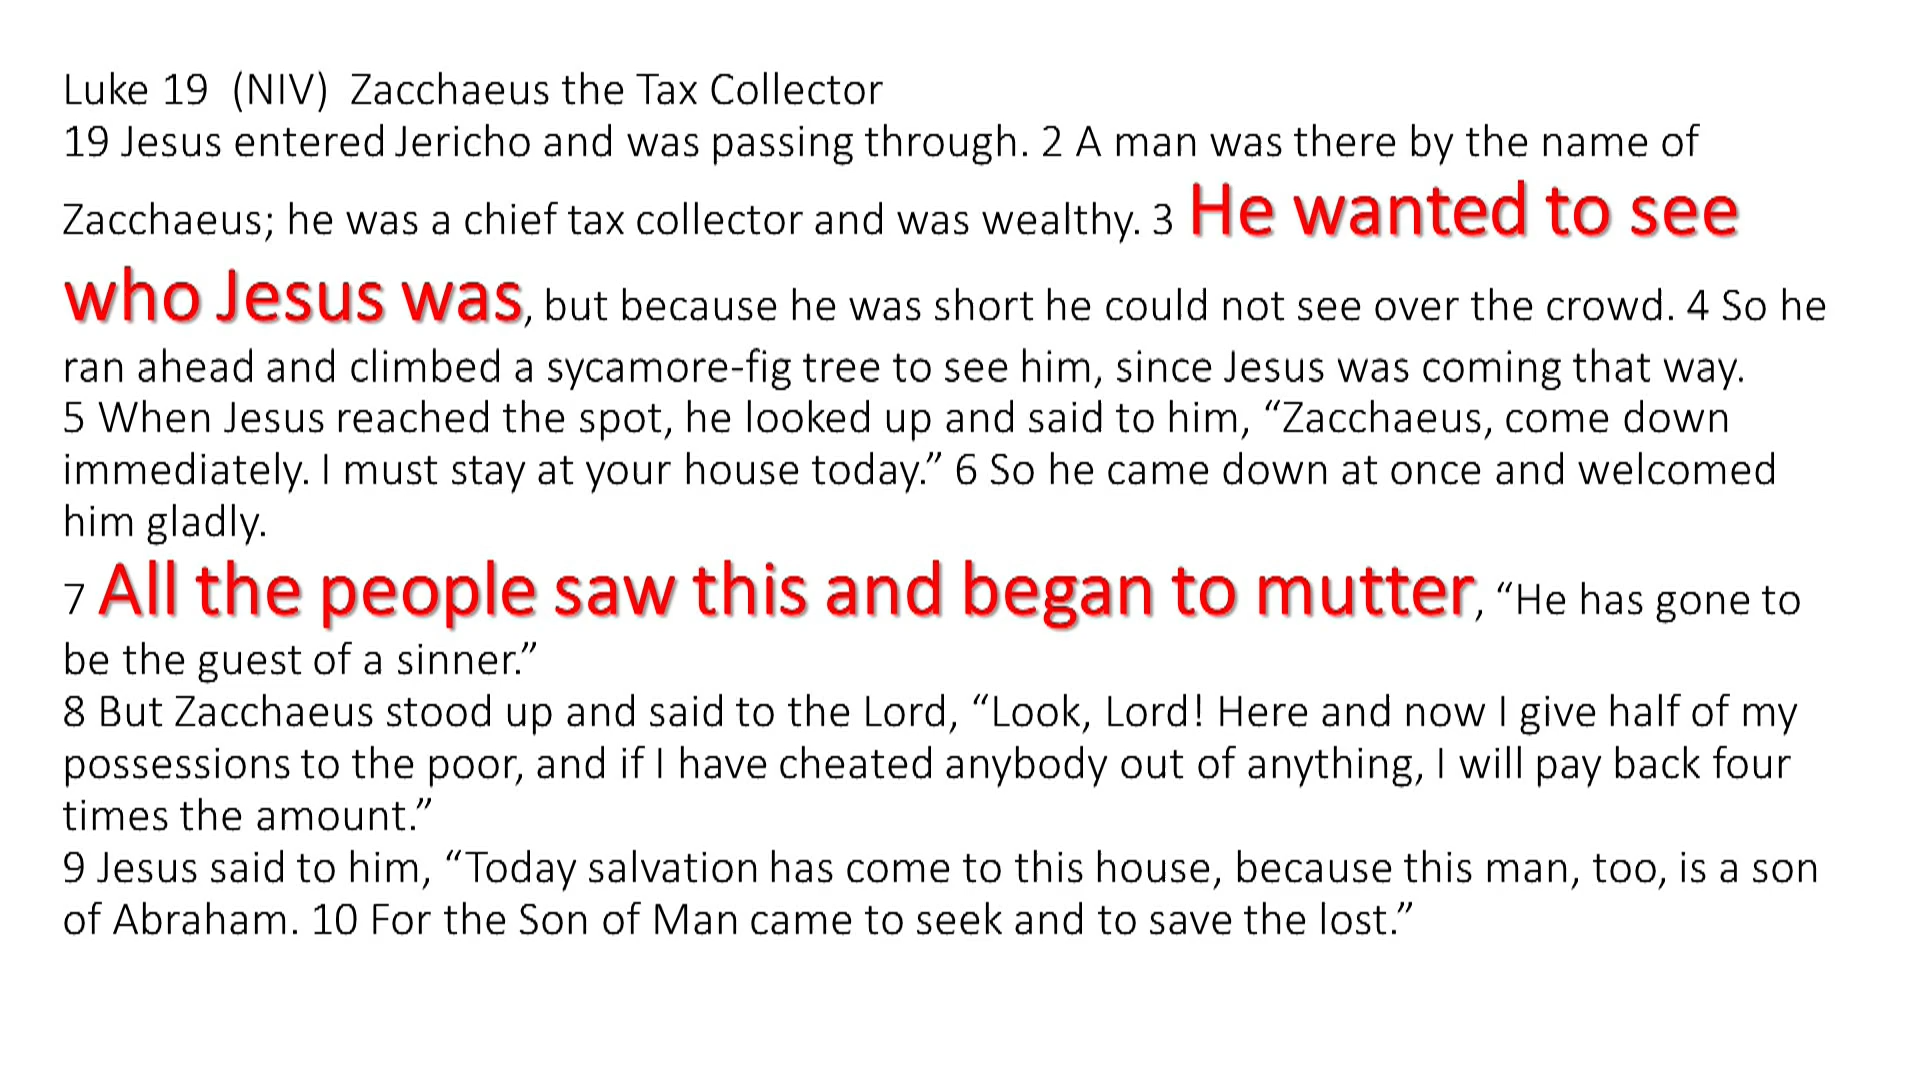 Luke 19  (NIV)  Zacchaeus the Tax Collector
19 Jesus entered Jericho and was passing through. 2 A man was there by the name of
Zacchaeus; he was a chief tax collector and was wealthy. 3 He wanted to see
who Jesus was, but because he was short he could not see over the crowd. 4 So he
ran ahead and climbed a sycamore-fig tree to see him, since Jesus was coming that way.
5 When Jesus reached the spot, he looked up and said to him, “Zacchaeus, come down
immediately. I must stay at your house today.” 6 So he came down at once and welcomed
him gladly.
7 All the people saw this and began to mutter, “He has gone to
be the guest of a sinner.”
8 But Zacchaeus stood up and said to the Lord, “Look, Lord! Here and now I give half of my
possessions to the poor, and if I have cheated anybody out of anything, I will pay back four
times the amount.”
9 Jesus said to him, “Today salvation has come to this house, because this man, too, is a son
of Abraham. 10 For the Son of Man came to seek and to save the lost.”